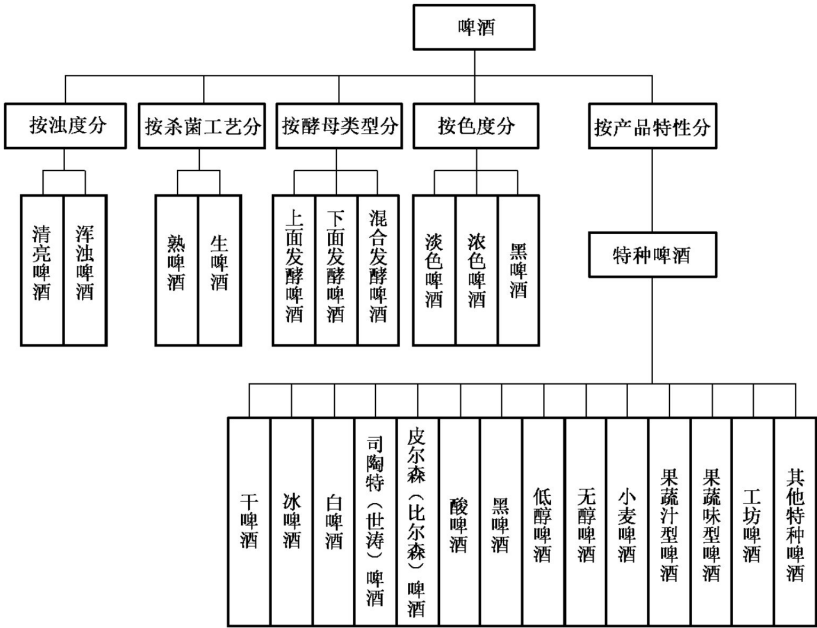 啤酒
按浊度分
按杀菌工艺分
按酵母类型分
按色度分
按产品特性分
清亮啤酒
浑浊啤酒
熟啤酒
生啤酒
上面发酵啤酒
下面发酵啤酒
混合发酵啤酒
淡色啤酒
浓色啤酒
黑啤酒
特种啤酒
干啤酒
冰啤酒
白啤酒
司陶特（世涛）啤酒
皮尔森（比尔森）啤酒
酸啤酒
黑啤酒
低醇啤酒
无醇啤酒
小麦啤酒
果蔬汁型啤酒
果蔬味型啤酒
工坊啤酒
其他特种啤酒